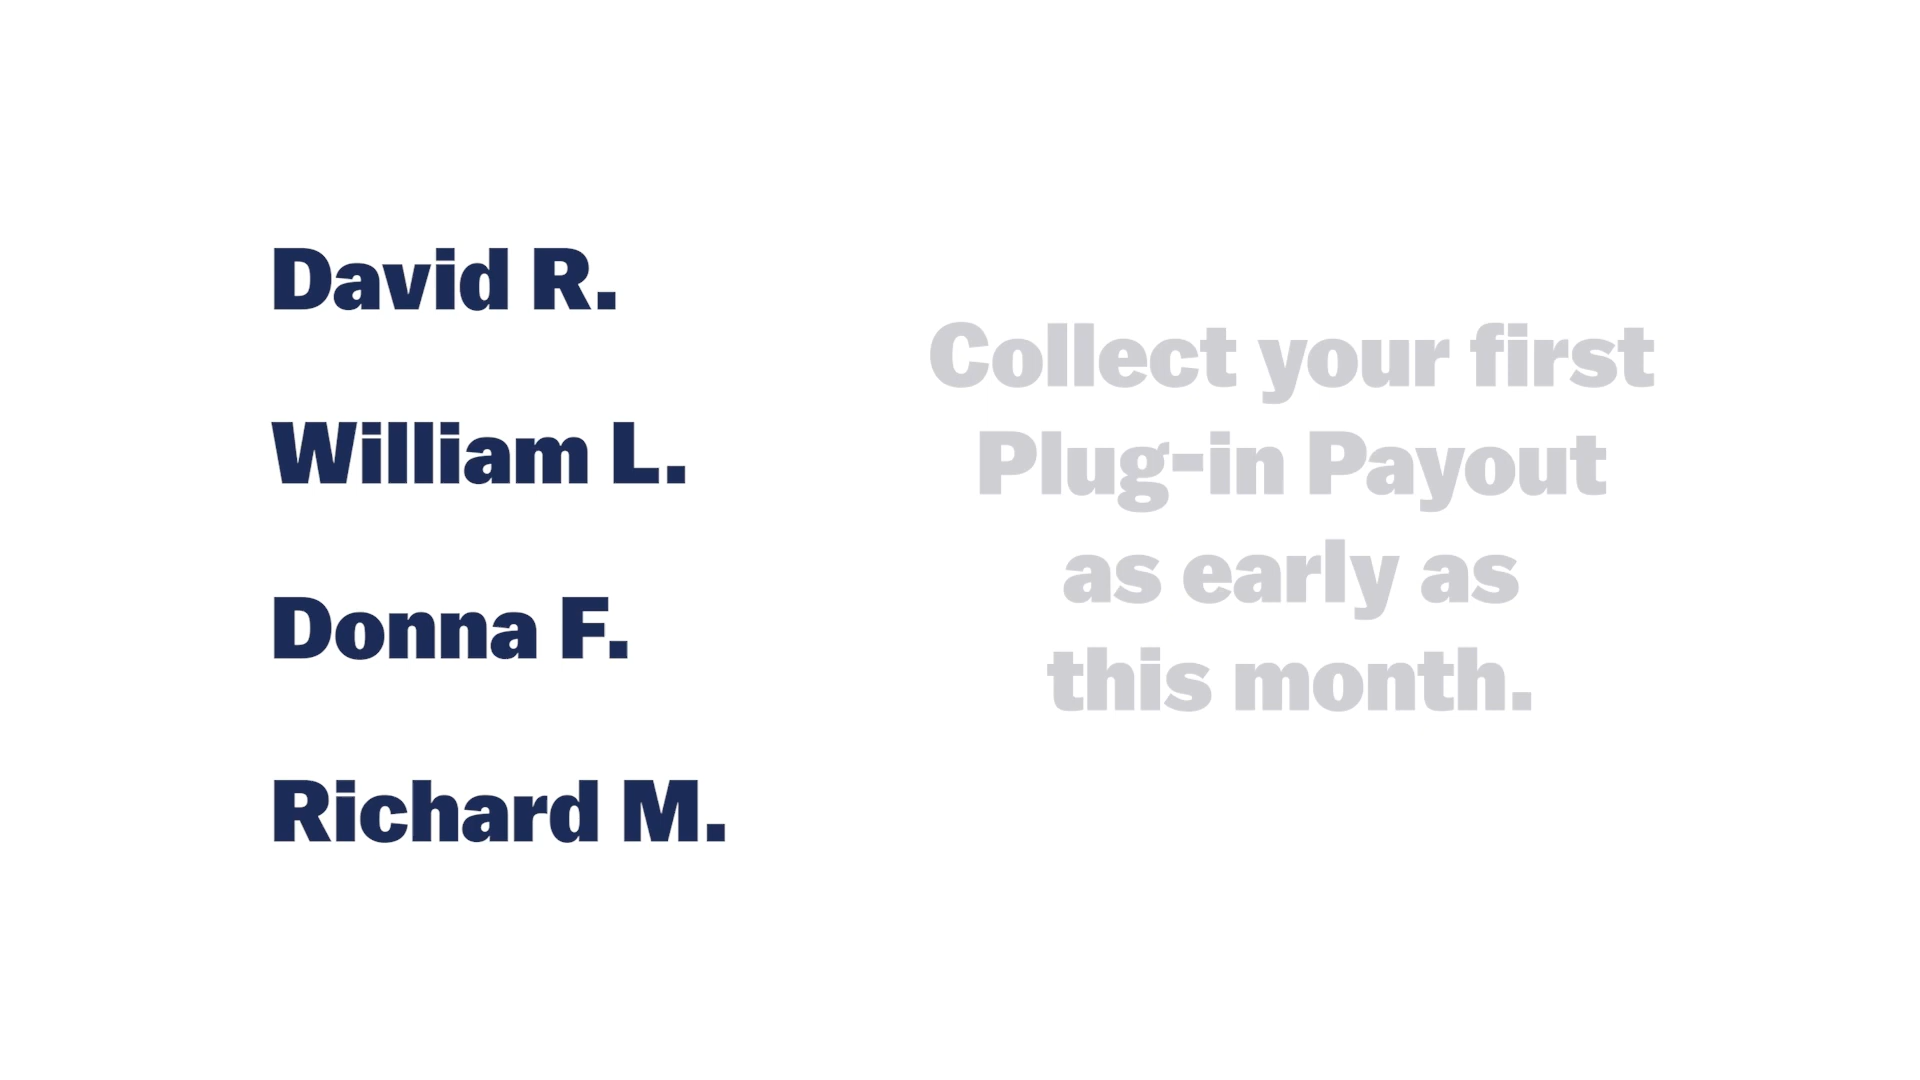 David R.
William L.
Donna F.
Richard M.
Collect your first
Plug-in Payout
as early as
this month.